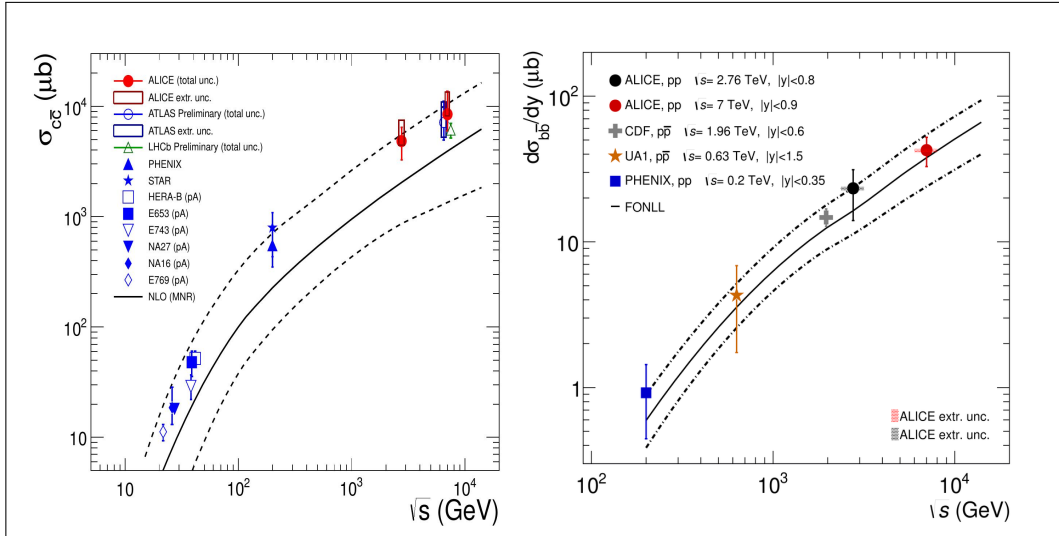 σcc̄ (μb)
10⁴
10³
10²
10
ALICE (total unc.)
ALICE extr. unc.
ATLAS Preliminary (total unc.)
ATLAS extr. unc.
LHCb Preliminary (total unc.)
PHENIX
STAR
HERA-B (pA)
E653 (pA)
E743 (pA)
NA27 (pA)
NA16 (pA)
E769 (pA)
NLO (MNR)
10
10²
10³
10⁴
√s (GeV)
dσbb̄/dy (μb)
10²
10
1
ALICE, pp √s= 2.76 TeV, |y|<0.8
ALICE, pp √s= 7 TeV, |y|<0.9
CDF, pp̄ √s= 1.96 TeV, |y|<0.6
UA1, pp̄ √s= 0.63 TeV, |y|<1.5
PHENIX, pp √s= 0.2 TeV, |y|<0.35
FONLL
ALICE extr. unc.
ALICE extr. unc.
10²
10³
10⁴
√s (GeV)